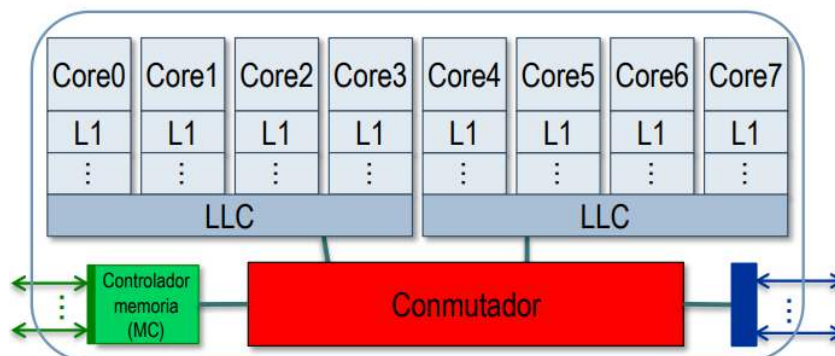 Core0 Core1 Core2 Core3 Core4 Core5 Core6 Core7
L1 L1 L1 L1 L1 L1 L1 L1
LLC LLC
Controlador
memoria
(MC)
Conmutador